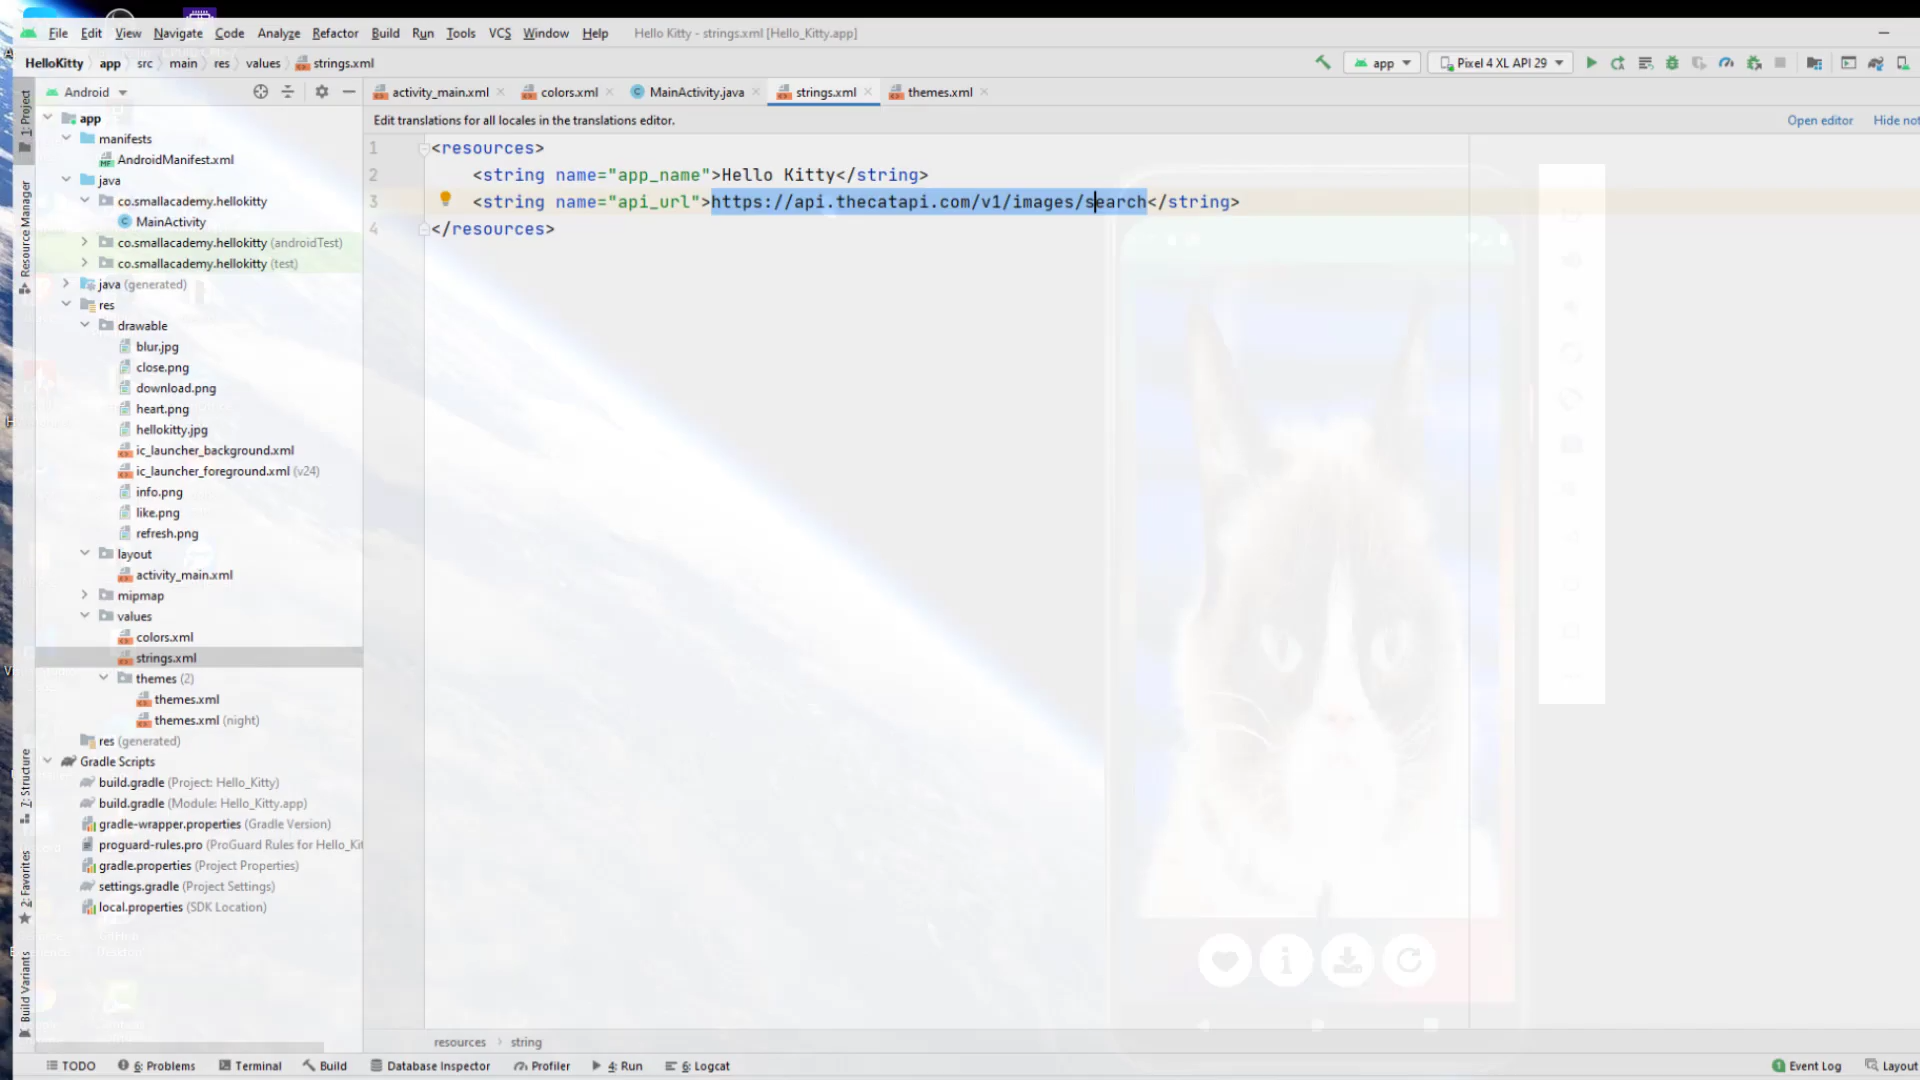 File Edit View Navigate Code Analyze Refactor Build Run Tools VCS Window Help Hello Kitty - strings.xml [Hello_Kitty.app]
HelloKitty app src main res values strings.xml app Pixel 4 XL API 29
Android activity_main.xml colors.xml MainActivity.java strings.xml themes.xml
Edit translations for all locales in the translations editor. Open editor Hide not
1 <resources>
2 <string name="app_name">Hello Kitty</string>
3 <string name="api_url">https://api.thecatapi.com/v1/images/search</string>
4 </resources>
1: Project
Resource Manager
Z: Structure
2: Favorites
Build Variants
app
manifests
AndroidManifest.xml
java
co.smallacademy.hellokitty
MainActivity
co.smallacademy.hellokitty (androidTest)
co.smallacademy.hellokitty (test)
java (generated)
res
drawable
blur.jpg
close.png
download.png
heart.png
hellokitty.jpg
ic_launcher_background.xml
ic_launcher_foreground.xml (v24)
info.png
like.png
refresh.png
layout
activity_main.xml
mipmap
values
colors.xml
strings.xml
themes (2)
themes.xml
themes.xml (night)
res (generated)
Gradle Scripts
build.gradle (Project: Hello_Kitty)
build.gradle (Module: Hello_Kitty.app)
gradle-wrapper.properties (Gradle Version)
proguard-rules.pro (ProGuard Rules for Hello_Kit
gradle.properties (Project Properties)
settings.gradle (Project Settings)
local.properties (SDK Location)
resources string
TODO 6: Problems Terminal Build Database Inspector Profiler 4: Run 6: Logcat Event Log Layout